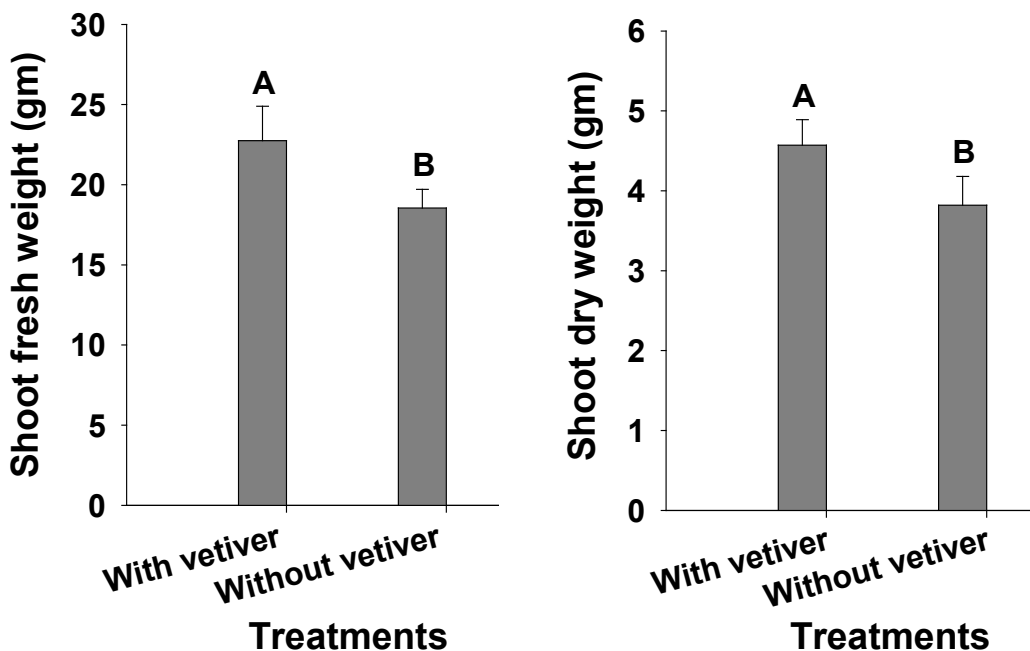 Shoot fresh weight (gm)
30
25
20
15
10
5
0
A
B
With vetiver
Without vetiver
Treatments
Shoot dry weight (gm)
6
5
4
3
2
1
0
A
B
With vetiver
Without vetiver
Treatments